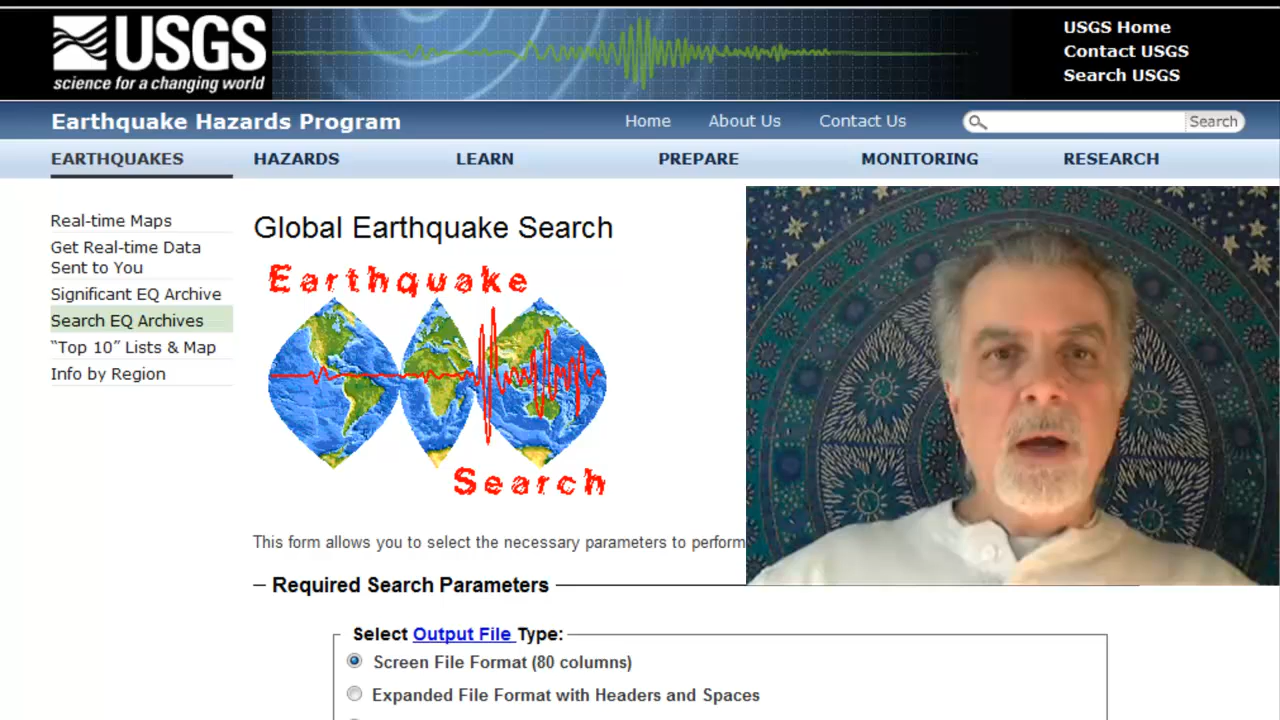 USGS
science for a changing world
USGS Home
Contact USGS
Search USGS
Earthquake Hazards Program
Home
About Us
Contact Us
Search
EARTHQUAKES
HAZARDS
LEARN
PREPARE
MONITORING
RESEARCH
Real-time Maps
Get Real-time Data
Sent to You
Significant EQ Archive
Search EQ Archives
“Top 10” Lists & Map
Info by Region
Global Earthquake Search
Earthquake
Search
This form allows you to select the necessary parameters to perform
Required Search Parameters
Select Output File Type:
Screen File Format (80 columns)
Expanded File Format with Headers and Spaces